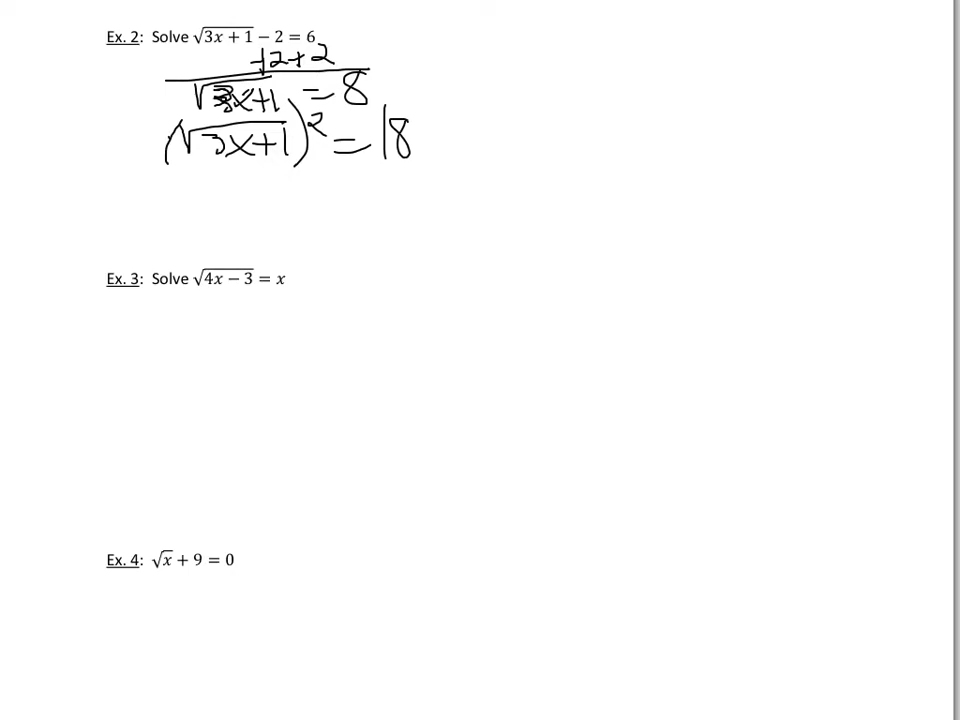 Ex. 2: Solve √3x + 1 − 2 = 6
+2 +2
√3x+1 = 8
(√3x+1)² = 18
Ex. 3: Solve √4x − 3 = x
Ex. 4: √x + 9 = 0